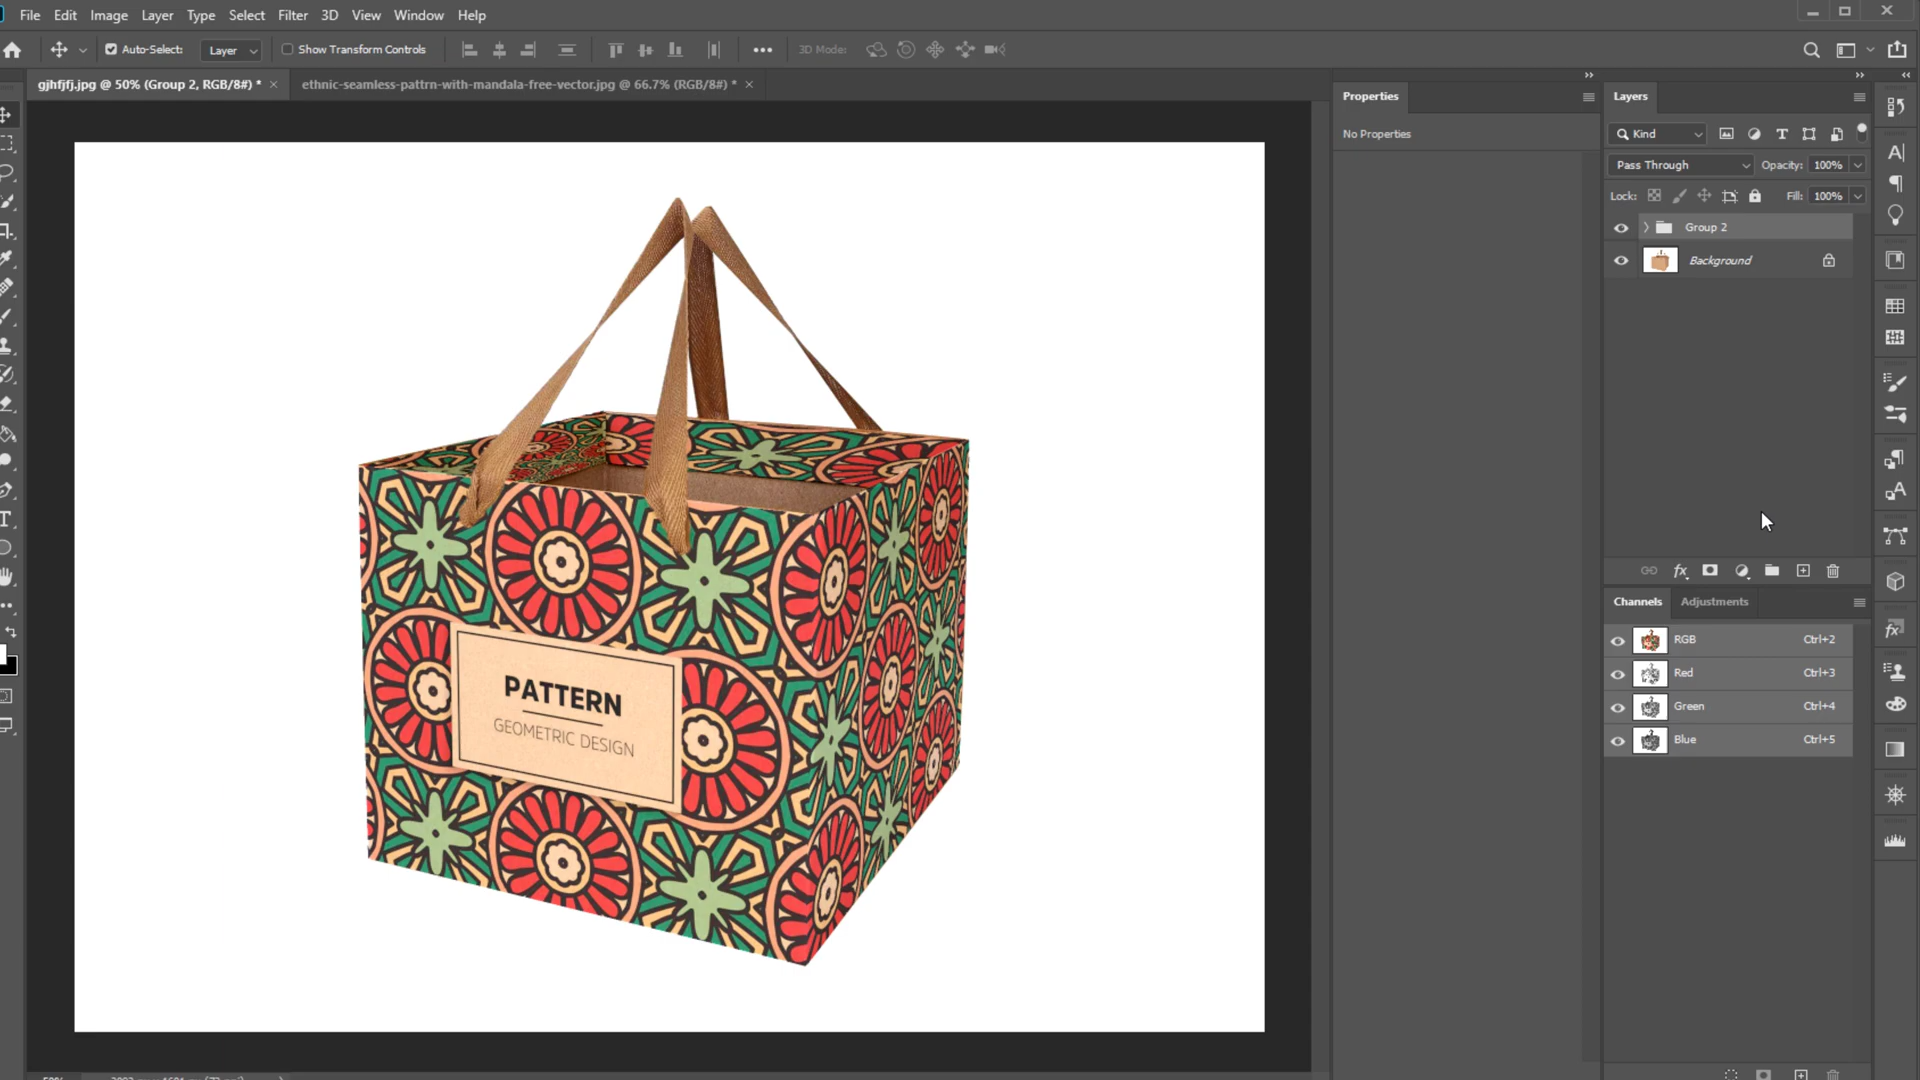 File Edit Image Layer Type Select Filter 3D View Window Help
Auto-Select: Layer Show Transform Controls 3D Mode:
gjhfjfj.jpg @ 50% (Group 2, RGB/8#) * ethnic-seamless-pattrn-with-mandala-free-vector.jpg @ 66.7% (RGB/8#) *
Properties
No Properties
Layers
Kind
Pass Through Opacity: 100%
Lock: Fill: 100%
Group 2
Background
Channels Adjustments
RGB Ctrl+2
Red Ctrl+3
Green Ctrl+4
Blue Ctrl+5
PATTERN
GEOMETRIC DESIGN